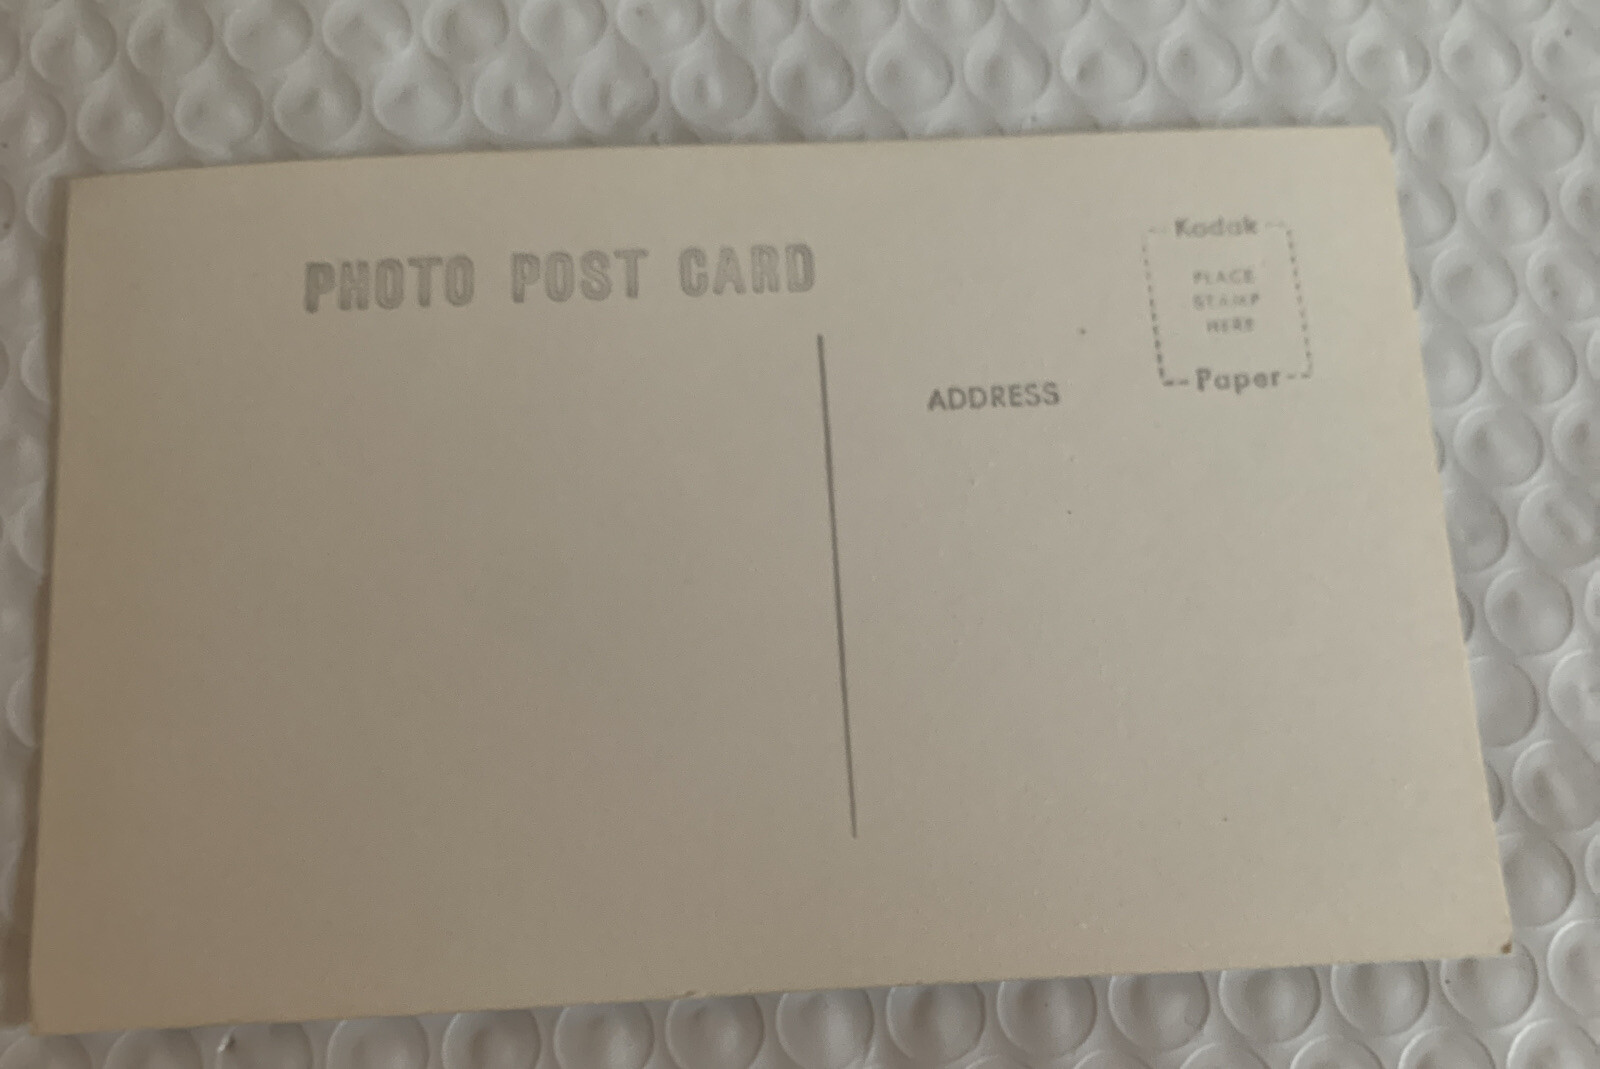 PHOTO POST CARD
Kodak
PLACE
STAMP
HERE
Paper
ADDRESS